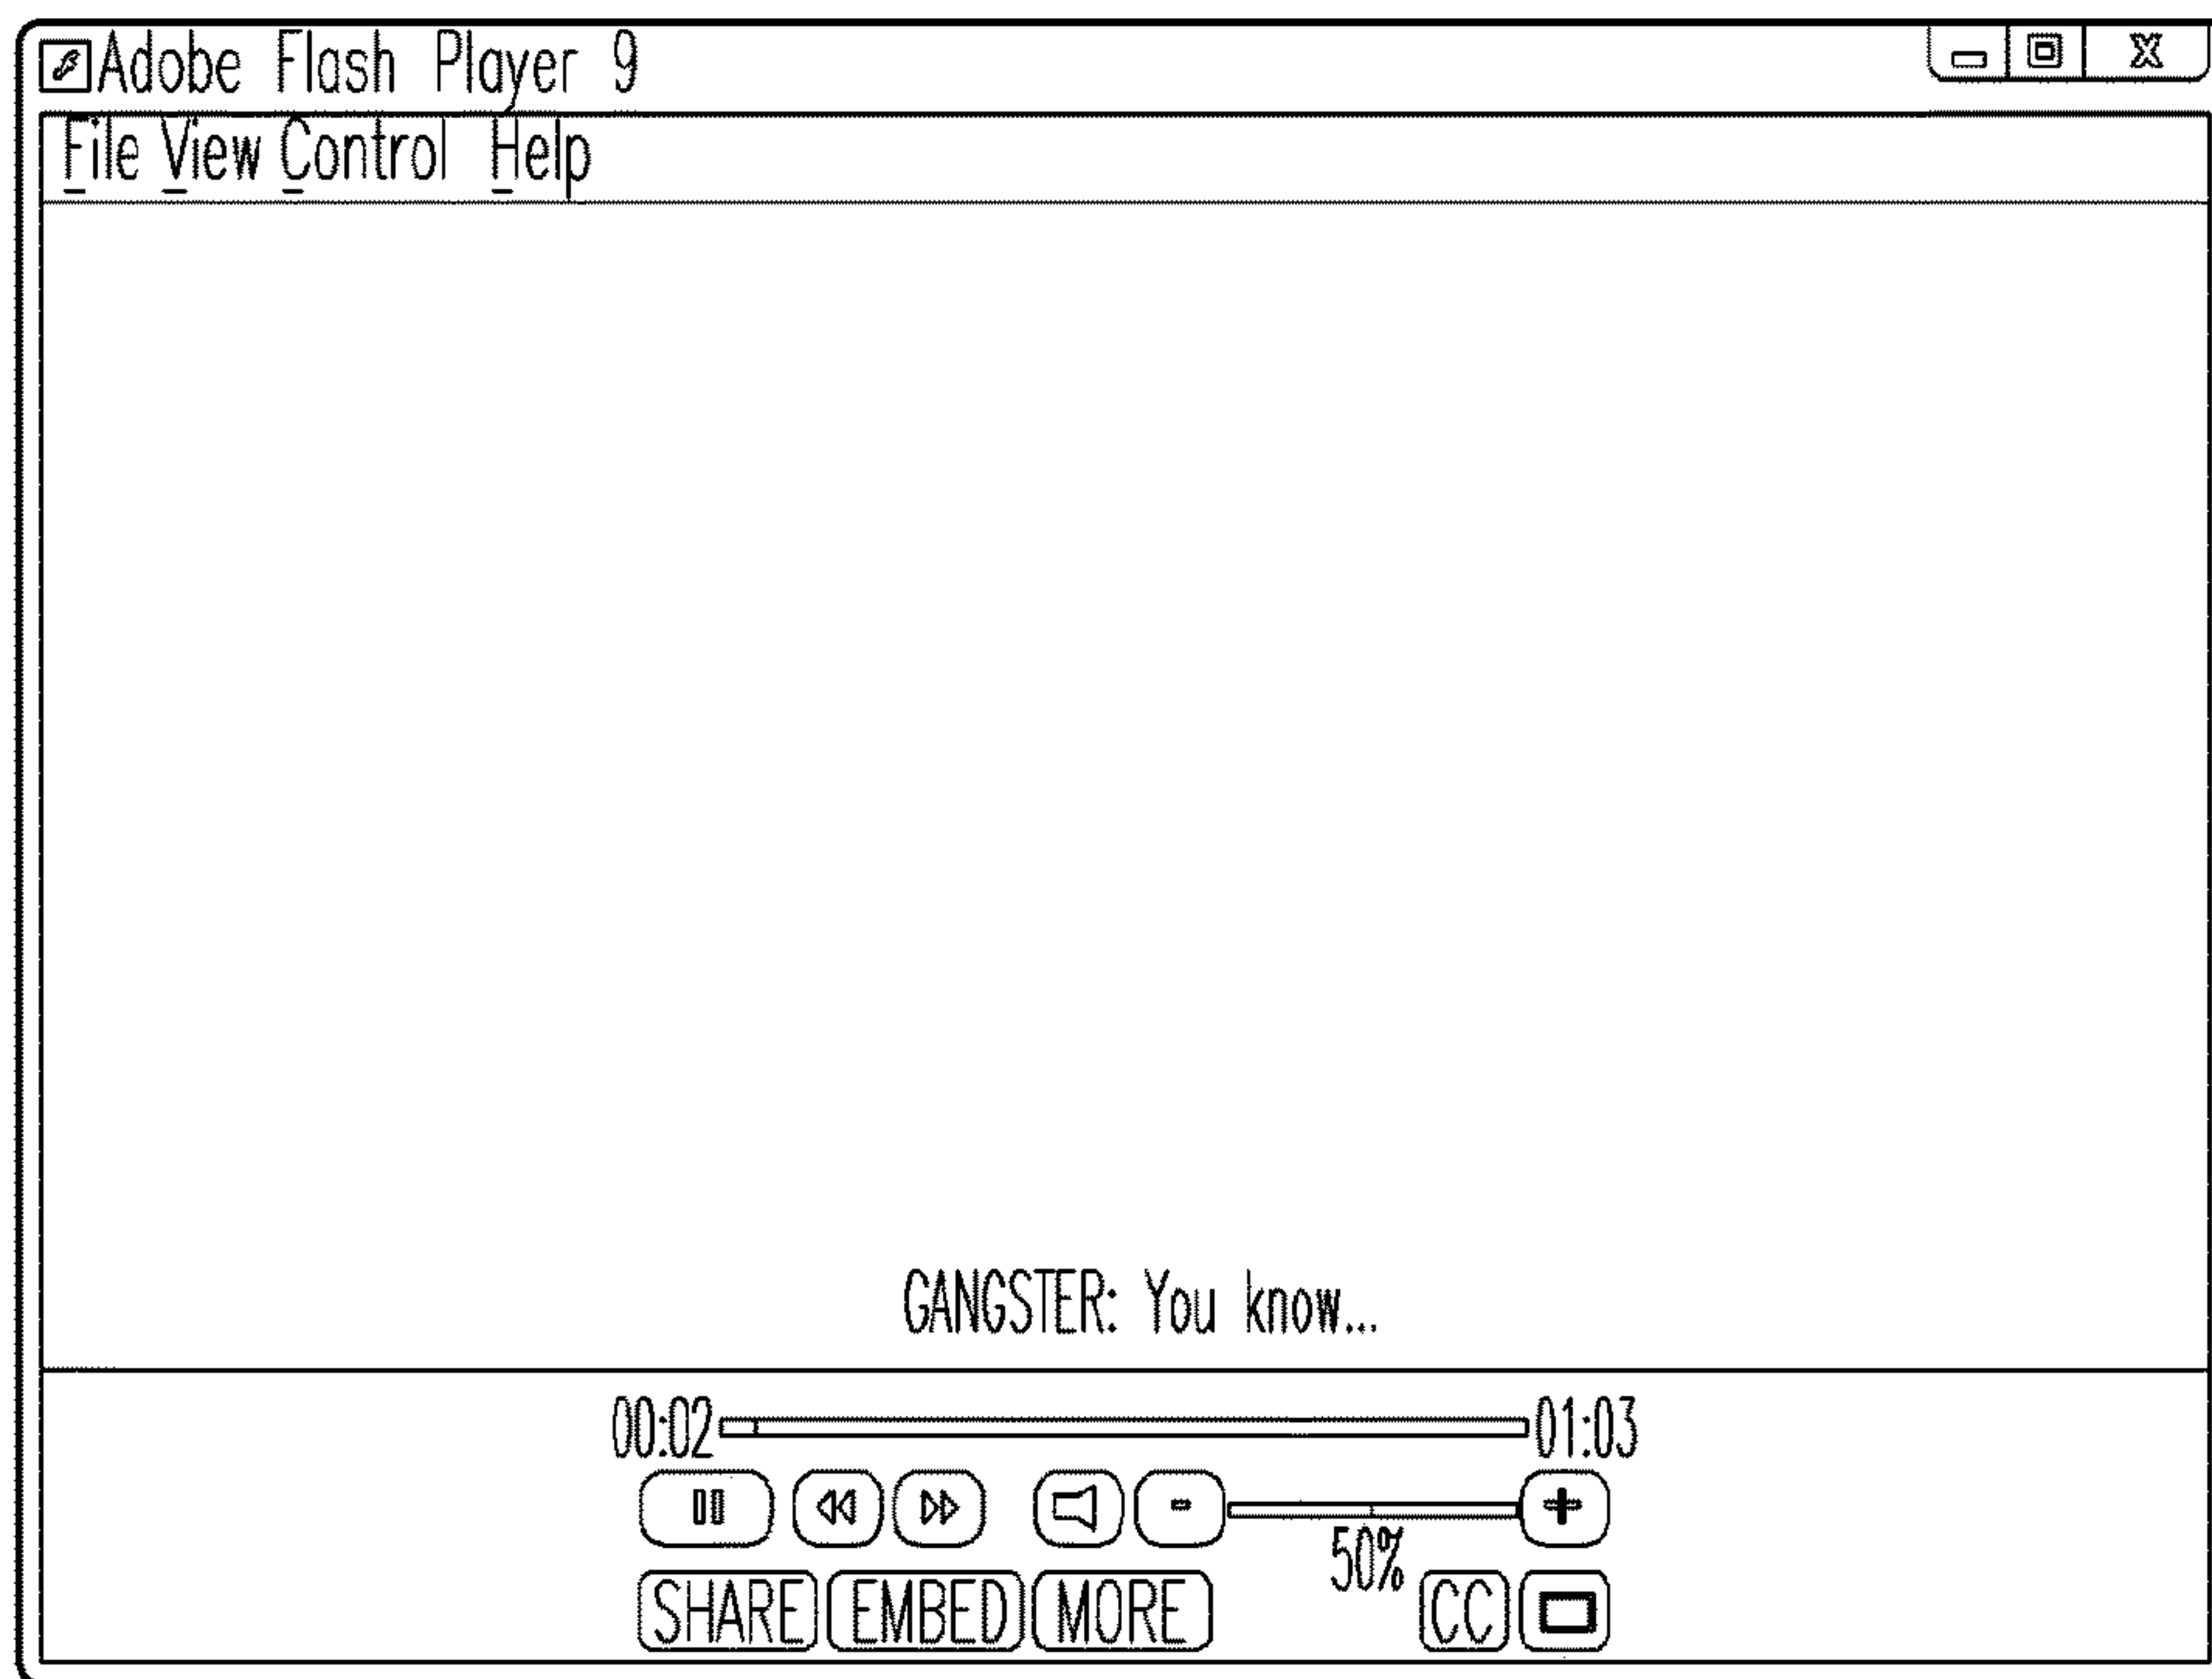 Adobe Flash Player 9
X
File View Control Help
GANGSTER: You know...
00:02 01:03
- +
50%
SHARE EMBED MORE CC